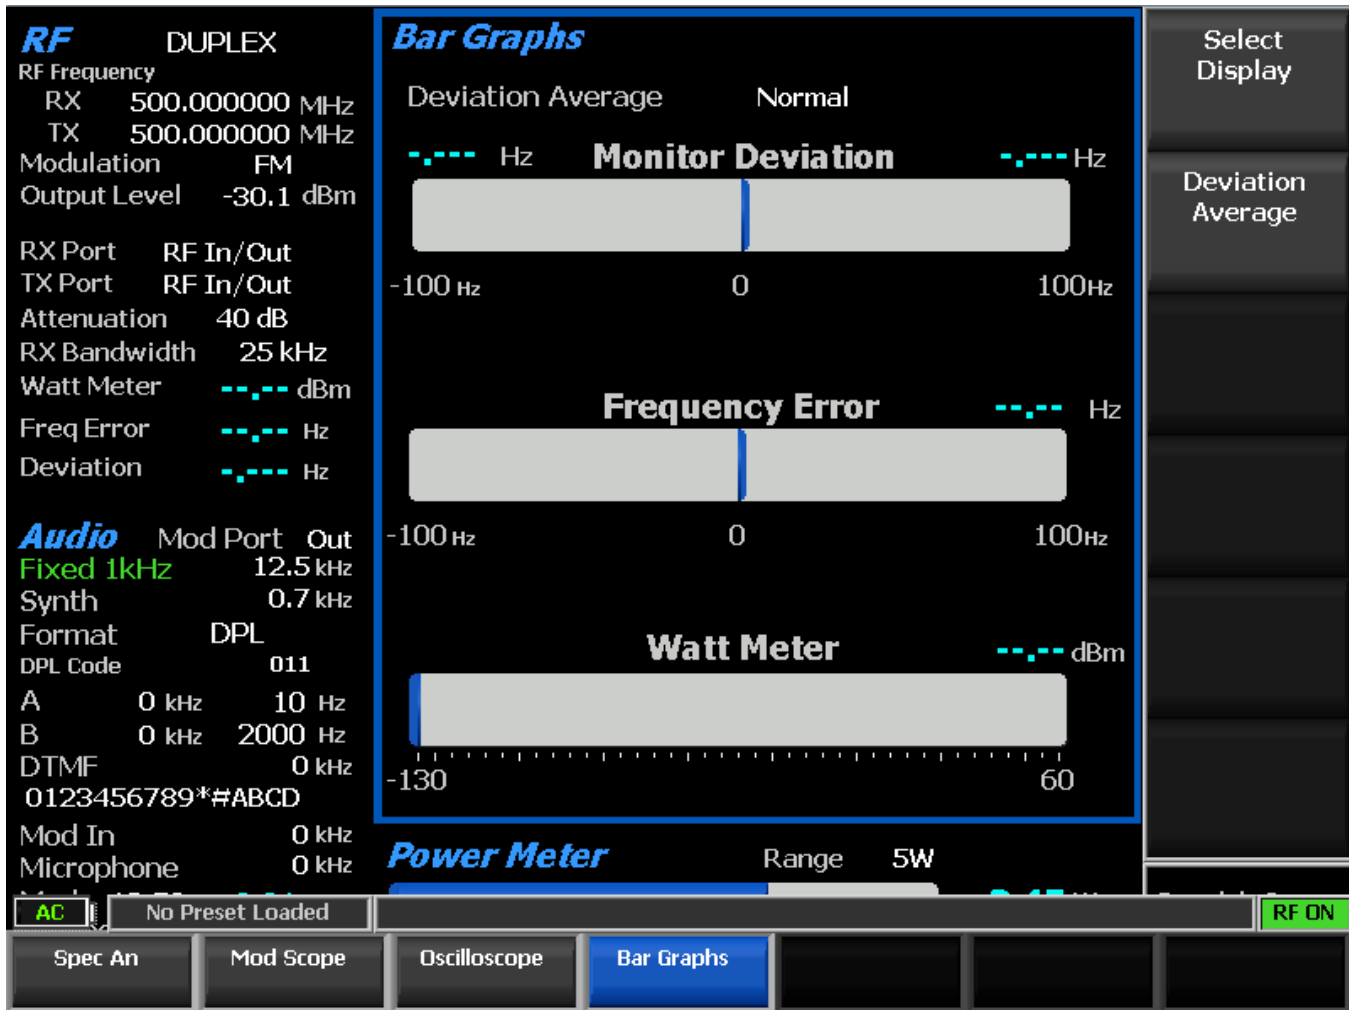 RF DUPLEX
RF Frequency
RX 500.000000 MHz
TX 500.000000 MHz
Modulation FM
Output Level -30.1 dBm
RX Port RF In/Out
TX Port RF In/Out
Attenuation 40 dB
RX Bandwidth 25 kHz
Watt Meter --.-- dBm
Freq Error --.-- Hz
Deviation -.--- Hz
Audio Mod Port Out
Fixed 1kHz 12.5 kHz
Synth 0.7 kHz
Format DPL
DPL Code 011
A 0 kHz 10 Hz
B 0 kHz 2000 Hz
DTMF 0 kHz
0123456789*#ABCD
Mod In 0 kHz
Microphone 0 kHz
Bar Graphs
Deviation Average Normal
-.--- Hz Monitor Deviation -.--- Hz
-100 Hz 0 100Hz
Frequency Error --.-- Hz
-100 Hz 0 100Hz
Watt Meter --.-- dBm
-130 60
Power Meter Range 5W
Select
Display
Deviation
Average
AC No Preset Loaded RF ON
Spec An Mod Scope Oscilloscope Bar Graphs